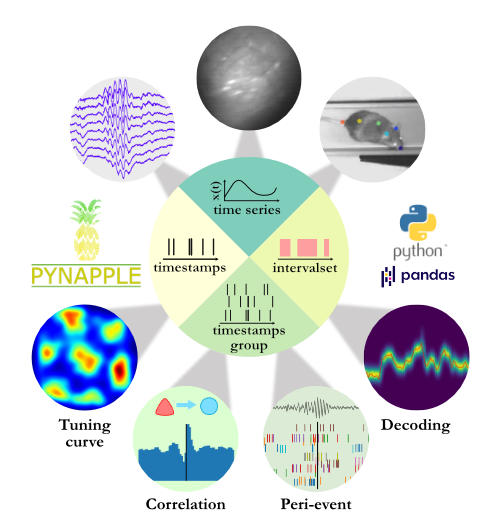 x(t)
time series
timestamps
intervalset
timestamps
group
PYNAPPLE
python
pandas
Tuning
curve
Decoding
Correlation
Peri-event